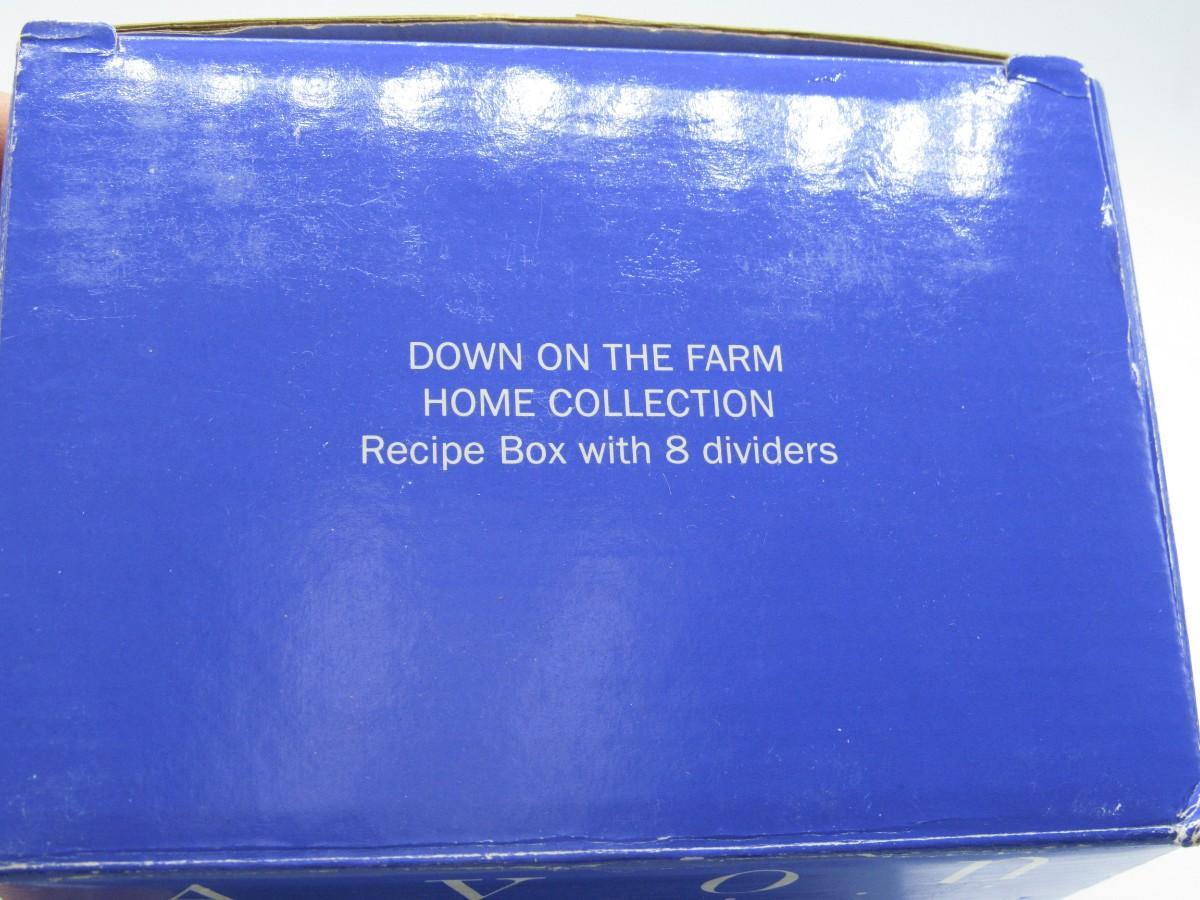 DOWN ON THE FARM
HOME COLLECTION
Recipe Box with 8 dividers
A V O n